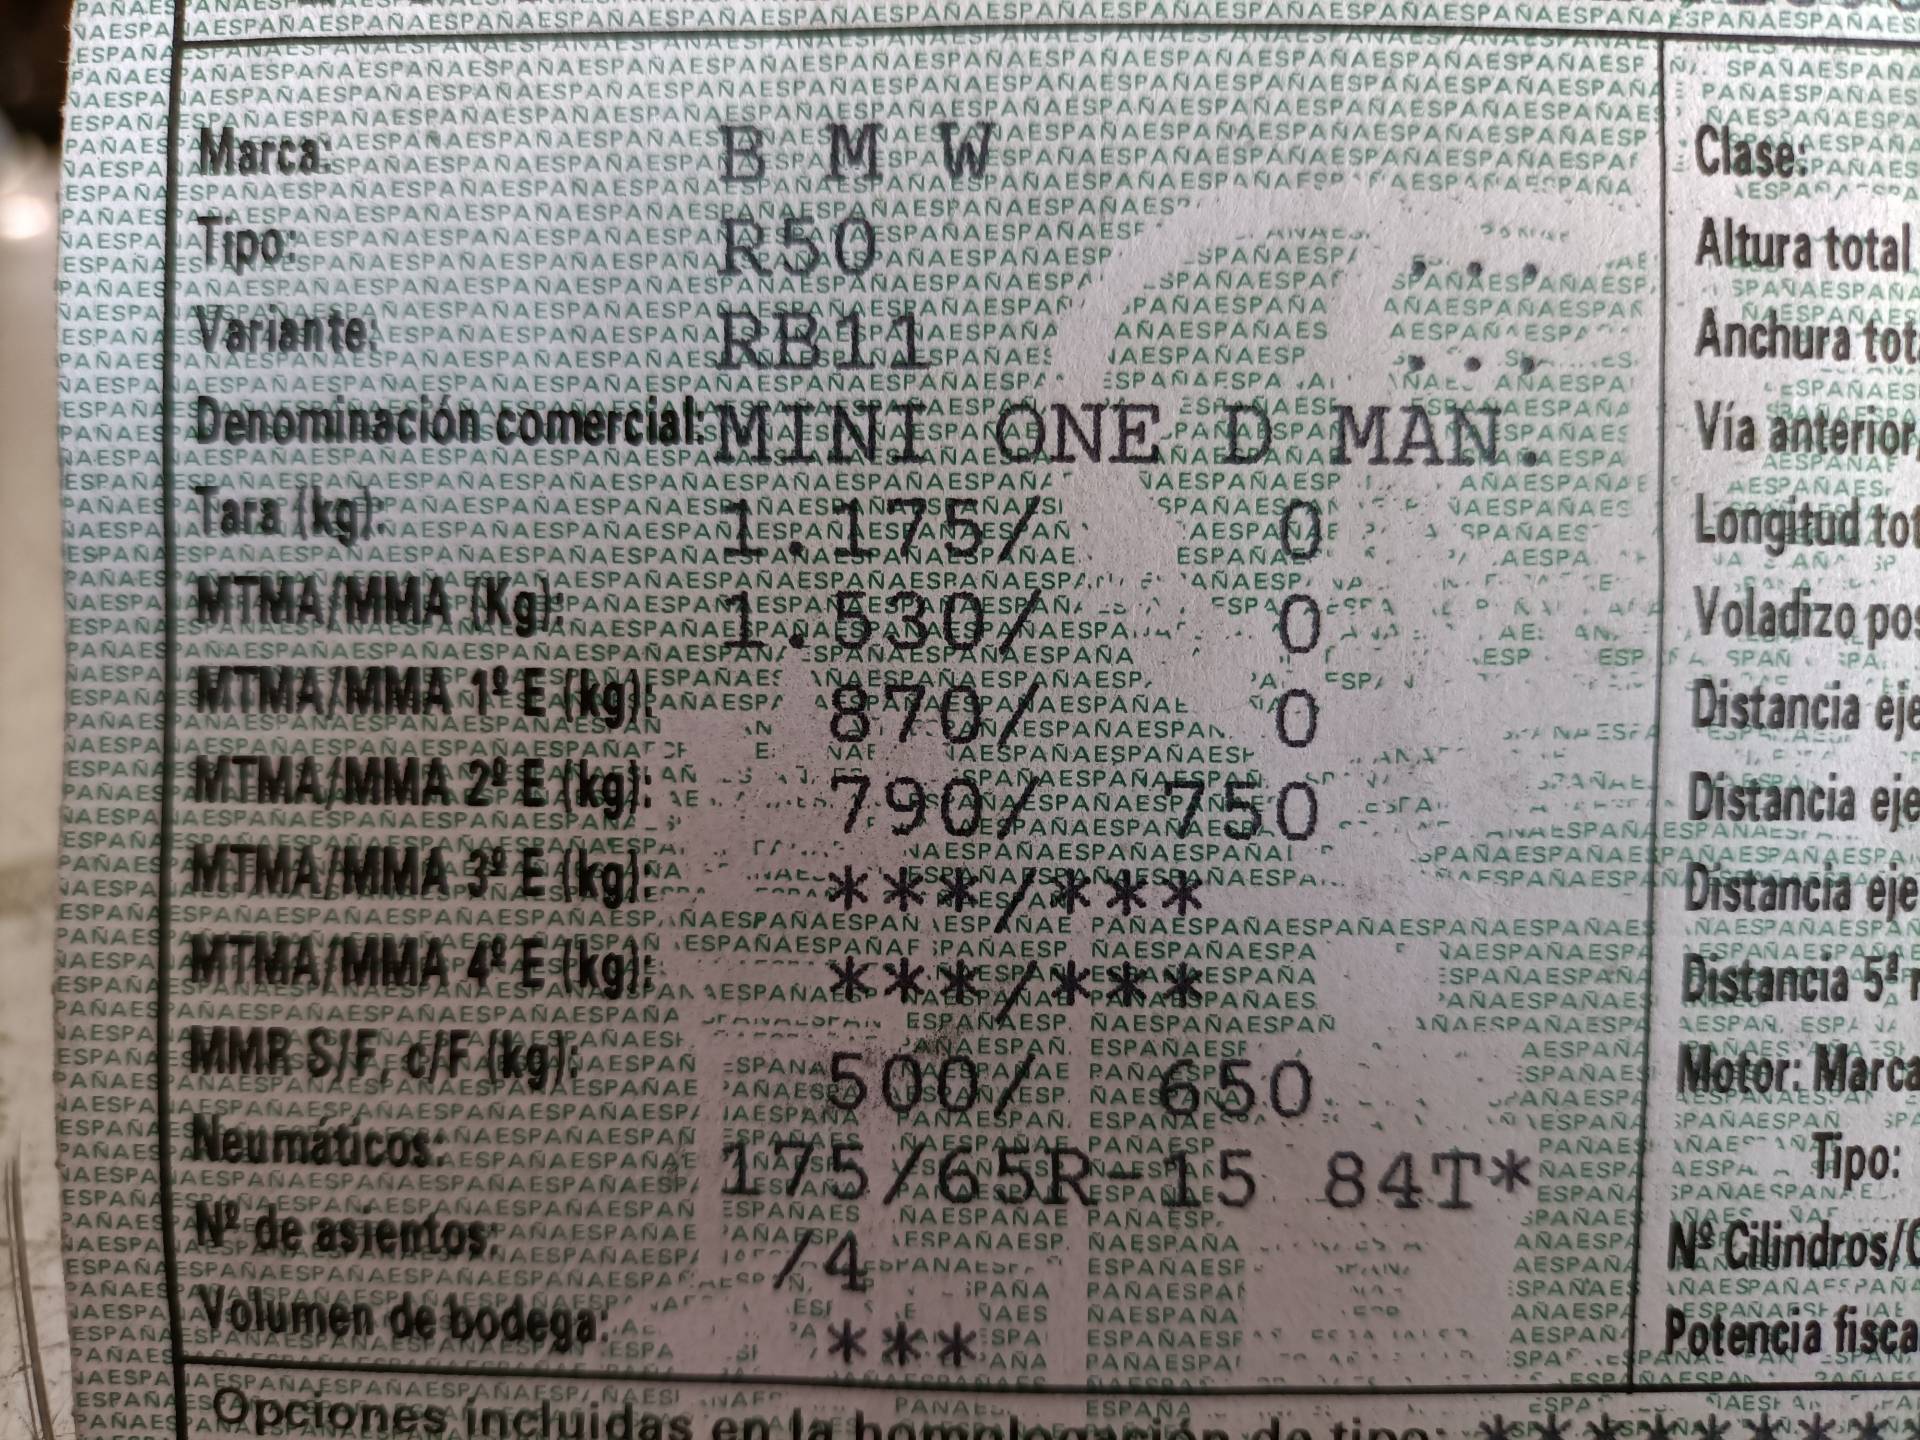 Marca: B M W
Tipo: R50 ...
Variante: RB11 ...
Denominación comercial: MINI ONE D MAN.
Tara (kg): 1.175/ 0
MTMA/MMA (Kg): 1.530/ 0
MTMA/MMA 1º E (kg): 870/ 0
MTMA/MMA 2º E (kg): 790/ 750
MTMA/MMA 3º E (kg): ***/***
MTMA/MMA 4º E (kg): ***/***
MMR S/F, c/F (kg): 500/ 650
Neumáticos: 175/65R-15 84T*
Nº de asientos: /4
Volumen de bodega: ***
Opciones incluidas en la homologación de tipo: *******
Clase:
Altura total
Anchura tot
Vía anterior,
Longitud tot
Voladizo pos
Distancia eje
Distancia eje
Distancia eje
Distancia 5ª r
Motor: Marca
Tipo:
Nº Cilindros/C
Potencia fisca